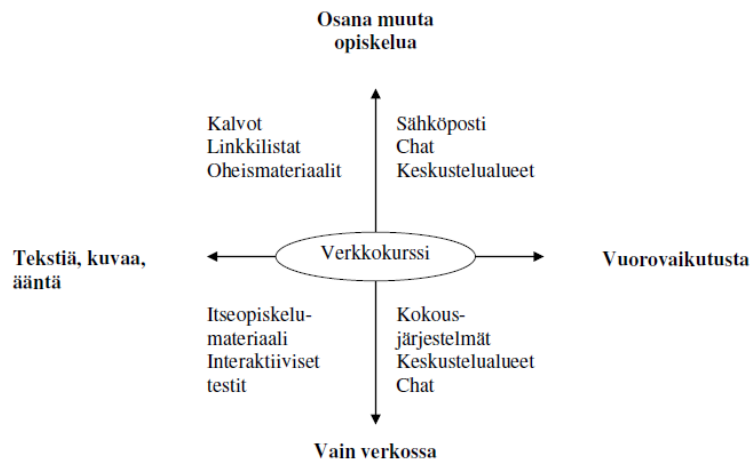 Osana muuta
opiskelua
Kalvot
Linkkilistat
Oheismateriaalit
Sähköposti
Chat
Keskustelualueet
Tekstiä, kuvaa,
ääntä
Verkkokurssi
Vuorovaikutusta
Itseopiskelu-
materiaali
Interaktiiviset
testit
Kokous-
järjestelmät
Keskustelualueet
Chat
Vain verkossa